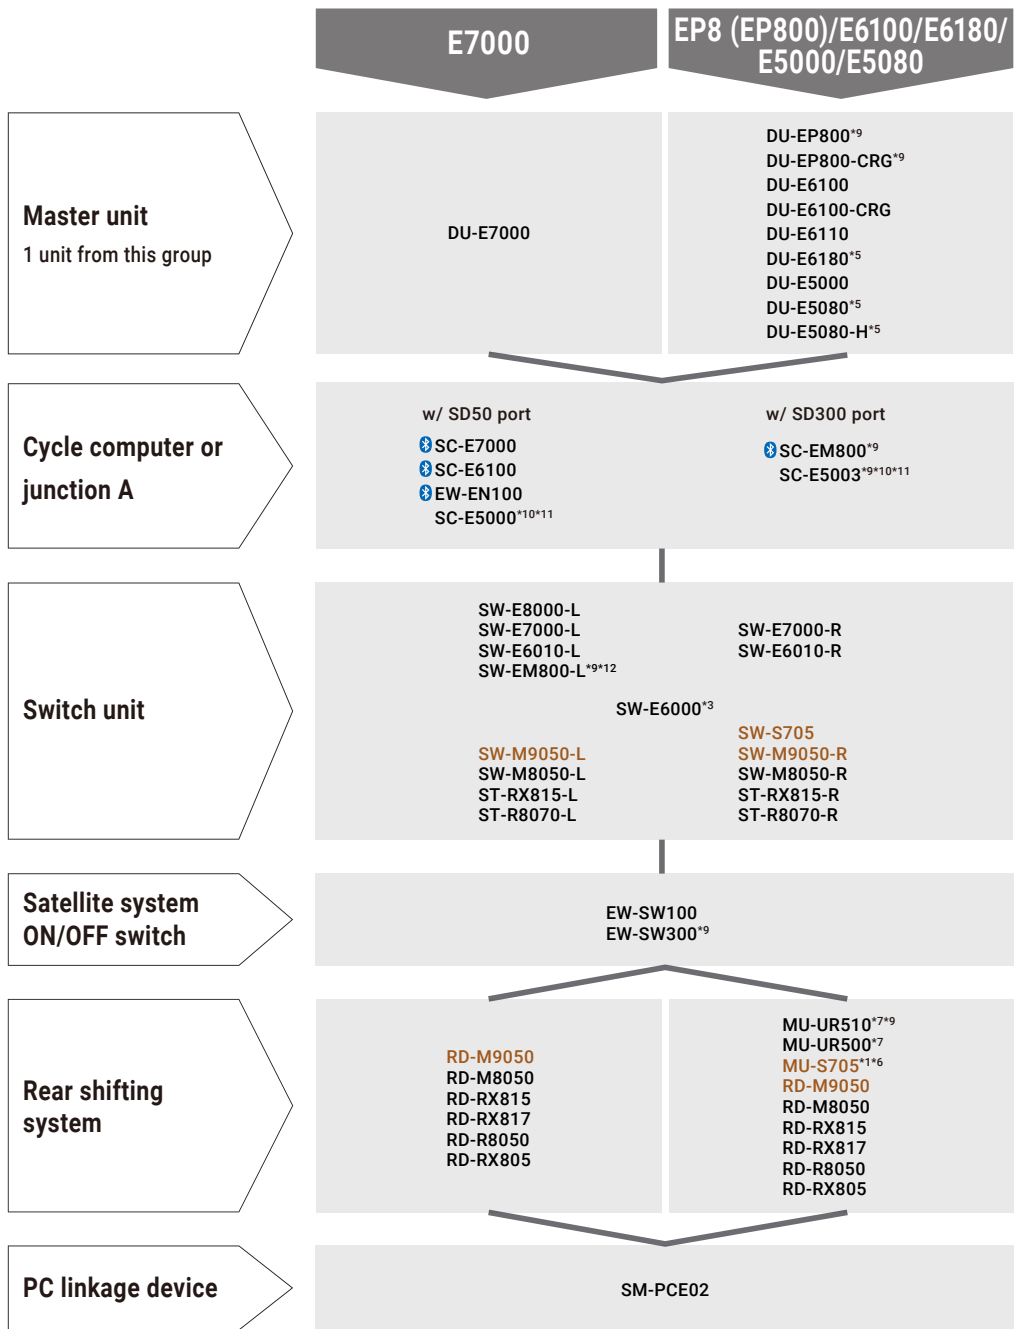 E7000
EP8 (EP800)/E6100/E6180/
E5000/E5080
Master unit
1 unit from this group
DU-E7000
DU-EP800*9
DU-EP800-CRG*9
DU-E6100
DU-E6100-CRG
DU-E6110
DU-E6180*5
DU-E5000
DU-E5080*5
DU-E5080-H*5
Cycle computer or
junction A
w/ SD50 port
SC-E7000
SC-E6100
EW-EN100
SC-E5000*10*11
w/ SD300 port
SC-EM800*9
SC-E5003*9*10*11
Switch unit
SW-E8000-L
SW-E7000-L
SW-E6010-L
SW-EM800-L*9*12
SW-E7000-R
SW-E6010-R
SW-E6000*3
SW-M9050-L
SW-M8050-L
ST-RX815-L
ST-R8070-L
SW-S705
SW-M9050-R
SW-M8050-R
ST-RX815-R
ST-R8070-R
Satellite system
ON/OFF switch
EW-SW100
EW-SW300*9
Rear shifting
system
RD-M9050
RD-M8050
RD-RX815
RD-RX817
RD-R8050
RD-RX805
MU-UR510*7*9
MU-UR500*7
MU-S705*1*6
RD-M9050
RD-M8050
RD-RX815
RD-RX817
RD-R8050
RD-RX805
PC linkage device
SM-PCE02